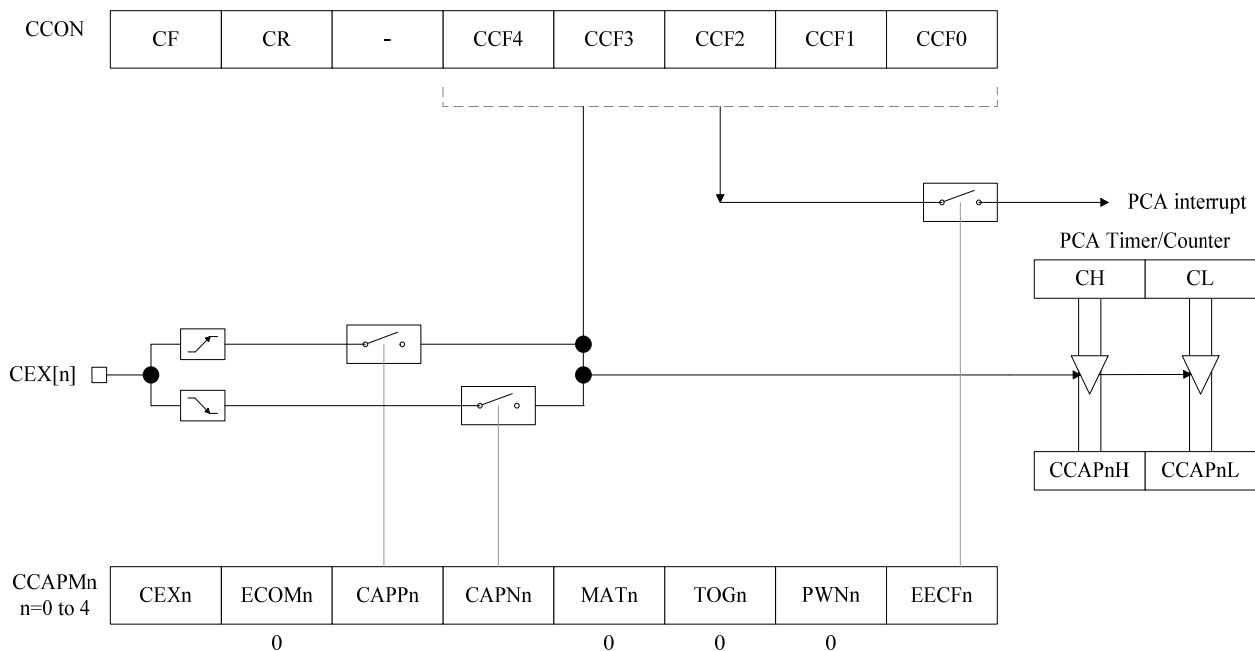 CCON CF CR - CCF4 CCF3 CCF2 CCF1 CCF0
PCA interrupt
PCA Timer/Counter
CH CL
CEX[n]
CCAPnH CCAPnL
CCAPMn
n=0 to 4
CEXn ECOMn CAPPn CAPNn MATn TOGn PWNn EECFn
0 0 0 0